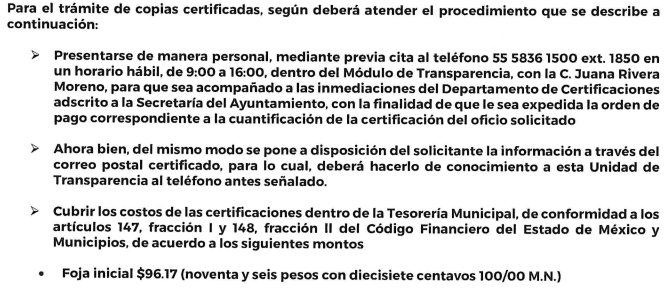 Para el trámite de copias certificadas, según deberá atender el procedimiento que se describe a
continuación:
➢ Presentarse de manera personal, mediante previa cita al teléfono 55 5836 1500 ext. 1850 en
un horario hábil, de 9:00 a 16:00, dentro del Módulo de Transparencia, con la C. Juana Rivera
Moreno, para que sea acompañado a las inmediaciones del Departamento de Certificaciones
adscrito a la Secretaría del Ayuntamiento, con la finalidad de que le sea expedida la orden de
pago correspondiente a la cuantificación de la certificación del oficio solicitado
➢ Ahora bien, del mismo modo se pone a disposición del solicitante la información a través del
correo postal certificado, para lo cual, deberá hacerlo de conocimiento a esta Unidad de
Transparencia al teléfono antes señalado.
➢ Cubrir los costos de las certificaciones dentro de la Tesorería Municipal, de conformidad a los
artículos 147, fracción I y 148, fracción II del Código Financiero del Estado de México y
Municipios, de acuerdo a los siguientes montos
• Foja inicial $96.17 (noventa y seis pesos con diecisiete centavos 100/00 M.N.)